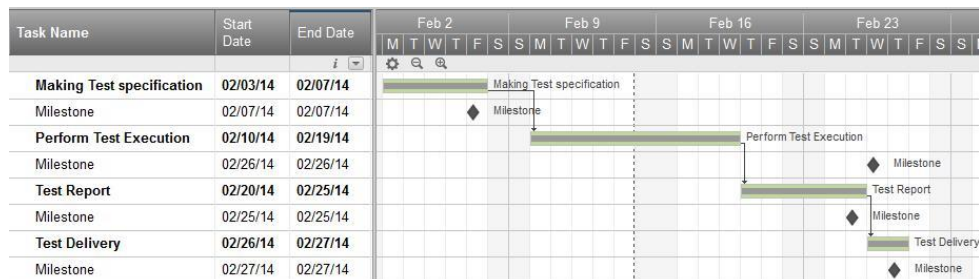 Task Name Start Date End Date Feb 2 Feb 9 Feb 16 Feb 23
M T W T F S S M T W T F S S M T W T F S S M T W T F S S
i
Making Test specification 02/03/14 02/07/14 Making Test specification
Milestone 02/07/14 02/07/14 Milestone
Perform Test Execution 02/10/14 02/19/14 Perform Test Execution
Milestone 02/26/14 02/26/14 Milestone
Test Report 02/20/14 02/25/14 Test Report
Milestone 02/25/14 02/25/14 Milestone
Test Delivery 02/26/14 02/27/14 Test Delivery
Milestone 02/27/14 02/27/14 Milestone